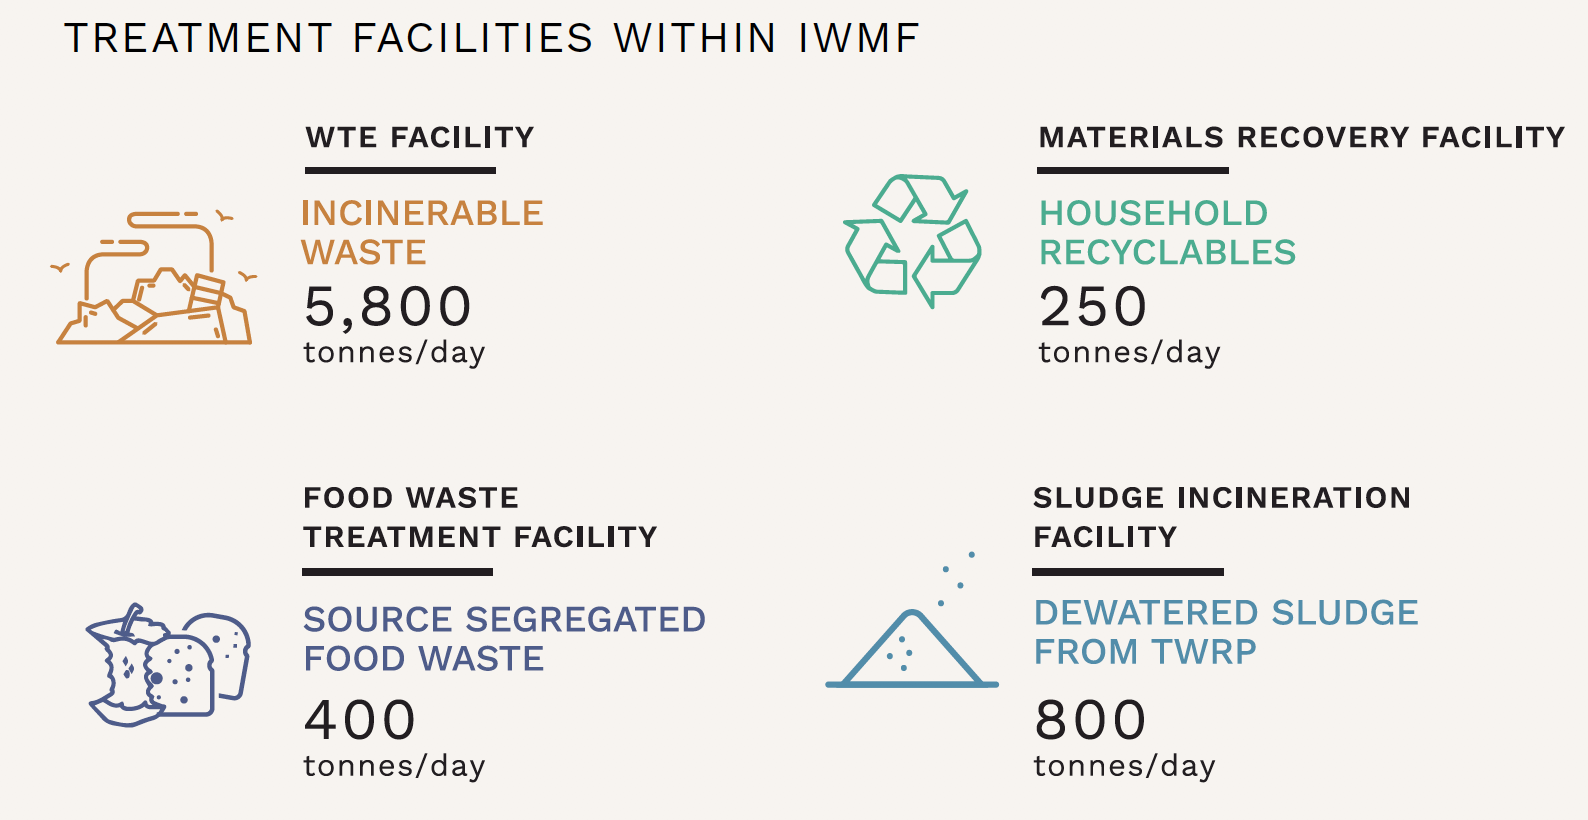 TREATMENT FACILITIES WITHIN IWMF
WTE FACILITY
INCINERABLE
WASTE
5,800
tonnes/day
MATERIALS RECOVERY FACILITY
HOUSEHOLD
RECYCLABLES
250
tonnes/day
FOOD WASTE
TREATMENT FACILITY
SOURCE SEGREGATED
FOOD WASTE
400
tonnes/day
SLUDGE INCINERATION
FACILITY
DEWATERED SLUDGE
FROM TWRP
800
tonnes/day